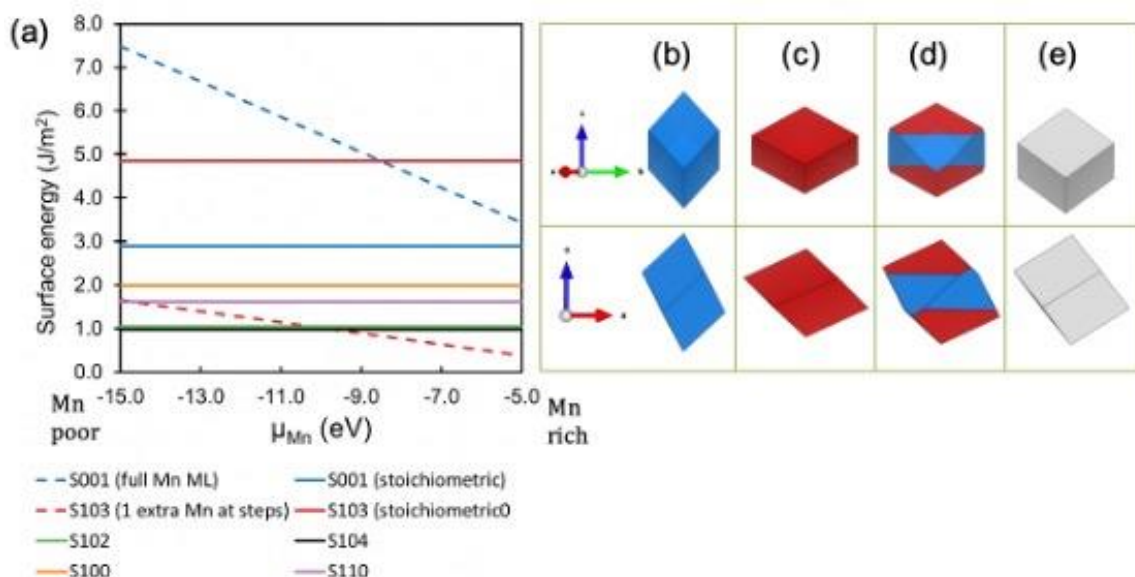 (a)
8.0
7.0
6.0
5.0
4.0
3.0
2.0
1.0
0.0
Surface energy (J/m²)
-15.0 -13.0 -11.0 -9.0 -7.0 -5.0
Mn poor
μMn (eV)
Mn rich
(b) (c) (d) (e)
S001 (full Mn ML) S001 (stoichiometric)
S103 (1 extra Mn at steps) S103 (stoichiometric0
S102 S104
S100 S110